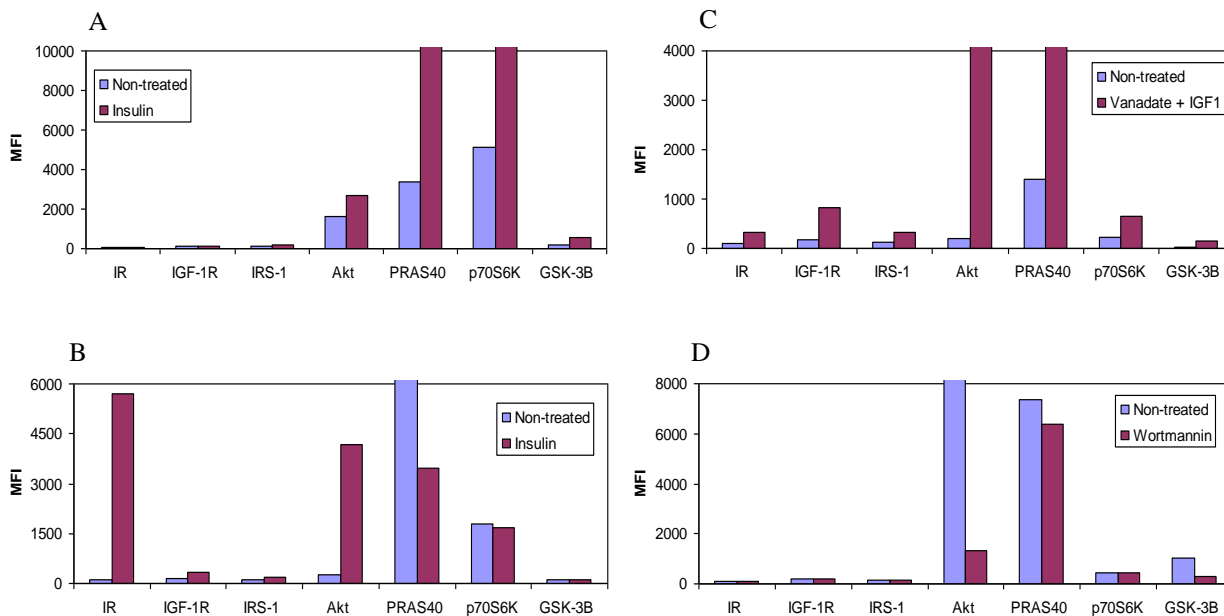 A
MFI
10000
8000
6000
4000
2000
0
Non-treated
Insulin
IR IGF-1R IRS-1 Akt PRAS40 p70S6K GSK-3B
C
MFI
4000
3000
2000
1000
0
Non-treated
Vanadate + IGF1
IR IGF-1R IRS-1 Akt PRAS40 p70S6K GSK-3B
B
MFI
6000
4500
3000
1500
0
Non-treated
Insulin
IR IGF-1R IRS-1 Akt PRAS40 p70S6K GSK-3B
D
MFI
8000
6000
4000
2000
0
Non-treated
Wortmannin
IR IGF-1R IRS-1 Akt PRAS40 p70S6K GSK-3B